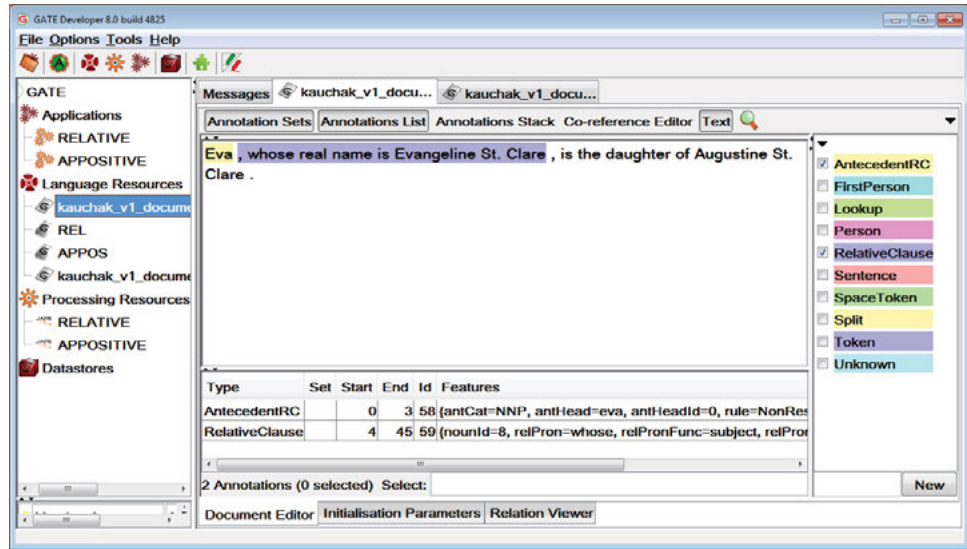 GATE Developer 8.0 build 4825
File Options Tools Help
GATE
Applications
RELATIVE
APPOSITIVE
Language Resources
kauchak_v1_docume
REL
APPOS
kauchak_v1_docume
Processing Resources
RELATIVE
APPOSITIVE
Datastores
Messages kauchak_v1_docu... kauchak_v1_docu...
Annotation Sets Annotations List Annotations Stack Co-reference Editor Text
Eva , whose real name is Evangeline St. Clare , is the daughter of Augustine St.
Clare .
AntecedentRC
FirstPerson
Lookup
Person
RelativeClause
Sentence
SpaceToken
Split
Token
Unknown
Type Set Start End Id Features
AntecedentRC 0 3 58 {antCat=NNP, antHead=eva, antHeadId=0, rule=NonRes
RelativeClause 4 45 59 {nounId=8, relPron=whose, relPronFunc=subject, relPror
2 Annotations (0 selected) Select:
New
Document Editor Initialisation Parameters Relation Viewer